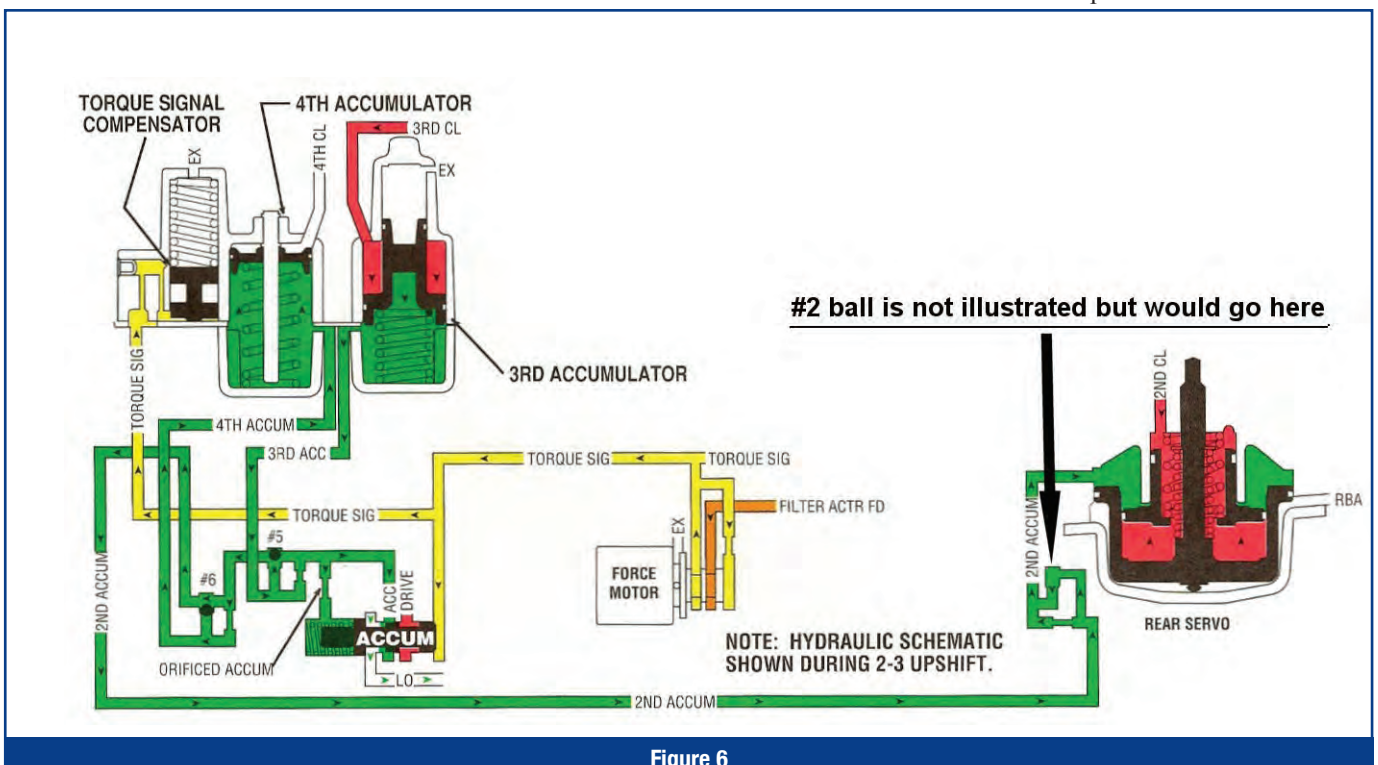 TORQUE SIGNAL
COMPENSATOR
4TH ACCUMULATOR
EX
4TH CL
3RD CL
EX
#2 ball is not illustrated but would go here
3RD ACCUMULATOR
TORQUE SIG
4TH ACCUM
3RD ACC
TORQUE SIG
TORQUE SIG
TORQUE SIG
FILTER ACTR FD
EX
FORCE
MOTOR
#5
#6
2ND ACCUM
ACC
DRIVE
ACCUM
ORIFICED ACCUM
LO
2ND ACCUM
NOTE: HYDRAULIC SCHEMATIC
SHOWN DURING 2-3 UPSHIFT.
2ND CL
2ND ACCUM
RBA
REAR SERVO
Figure 6